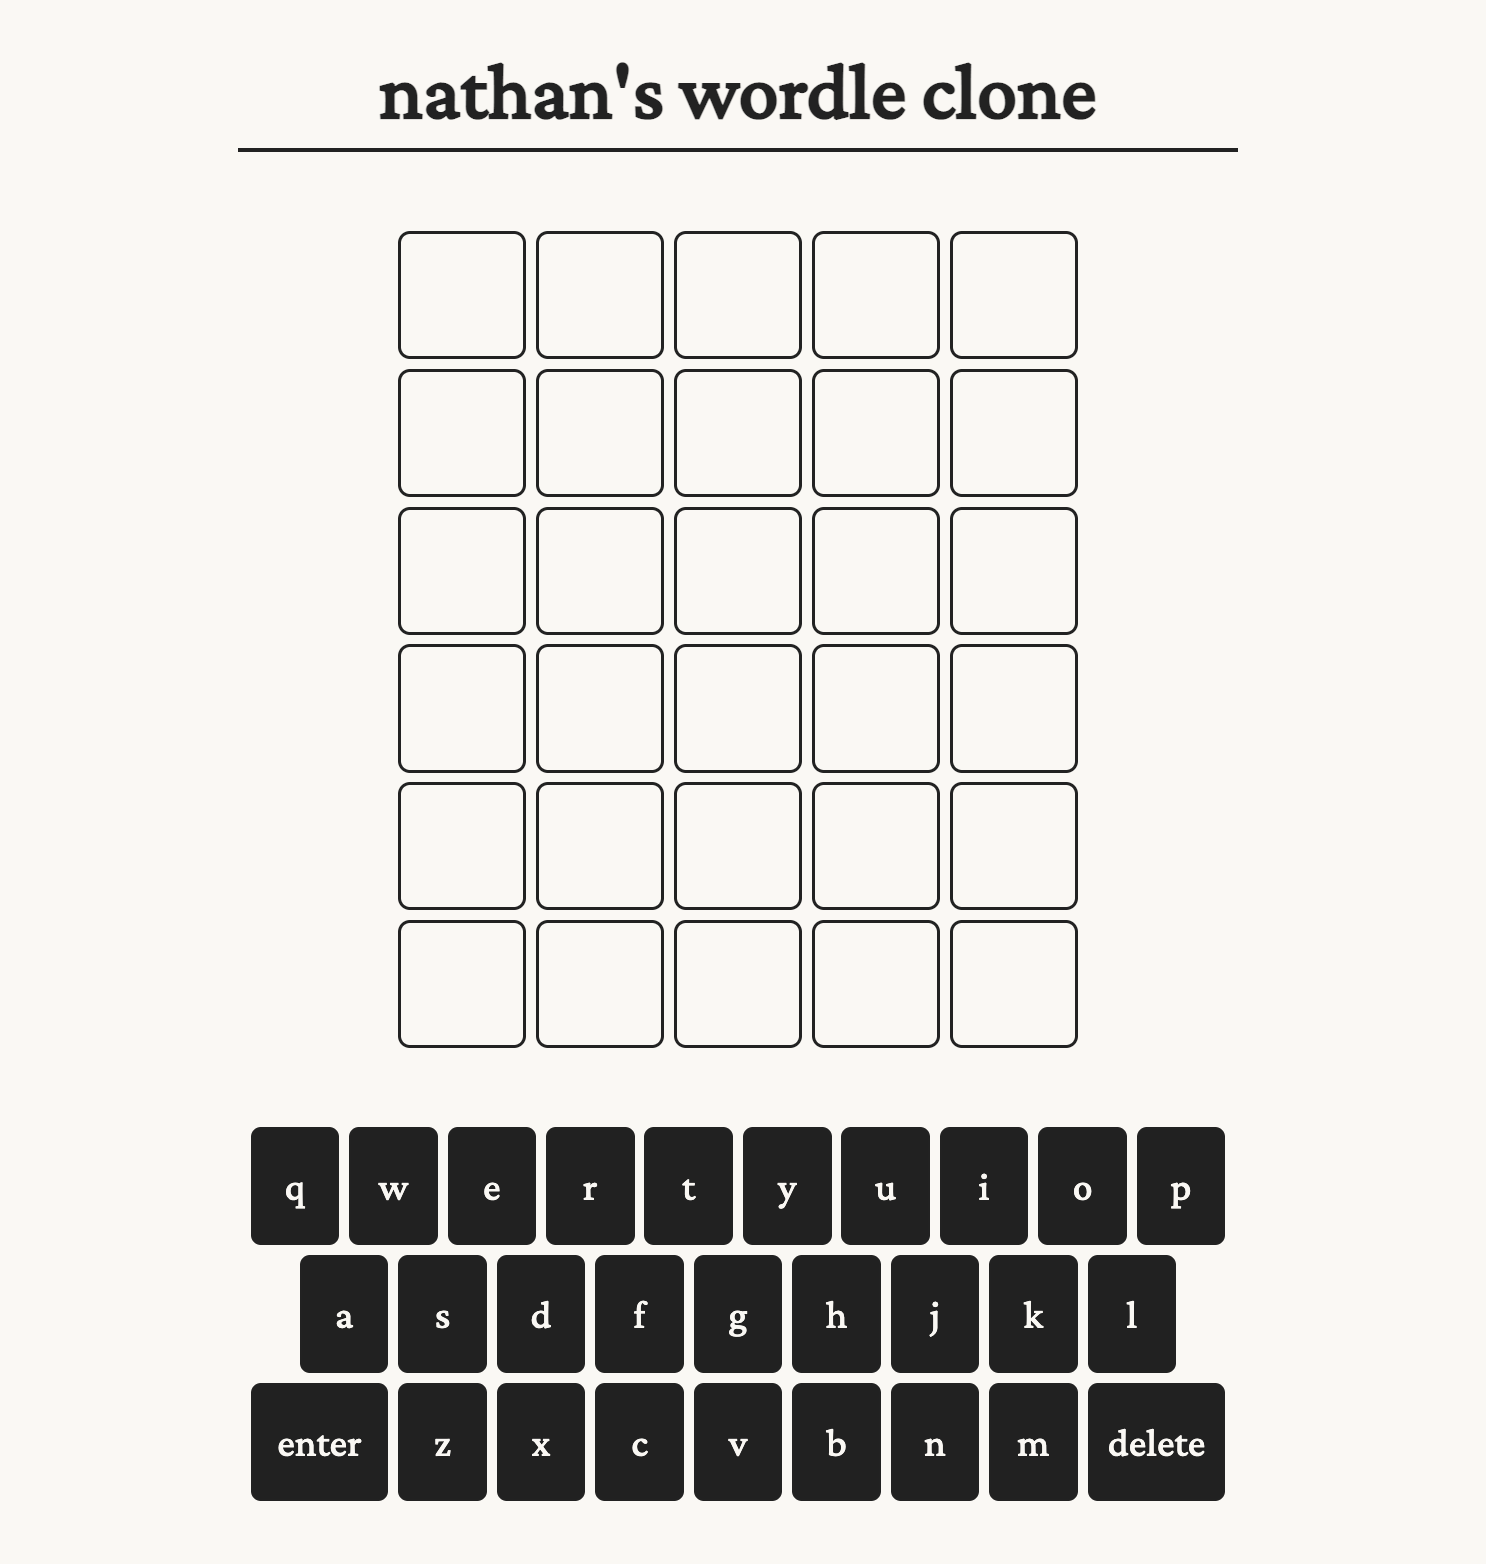 nathan's wordle clone
q w e r t y u i o p
a s d f g h j k l
enter z x c v b n m delete